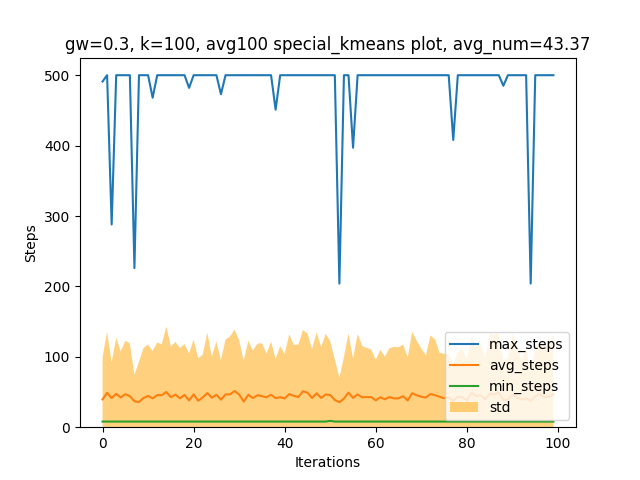 gw=0.3, k=100, avg100 special_kmeans plot, avg_num=43.37
500
400
300
200
100
0
Steps
max_steps
avg_steps
min_steps
std
0
20
40
60
80
100
Iterations